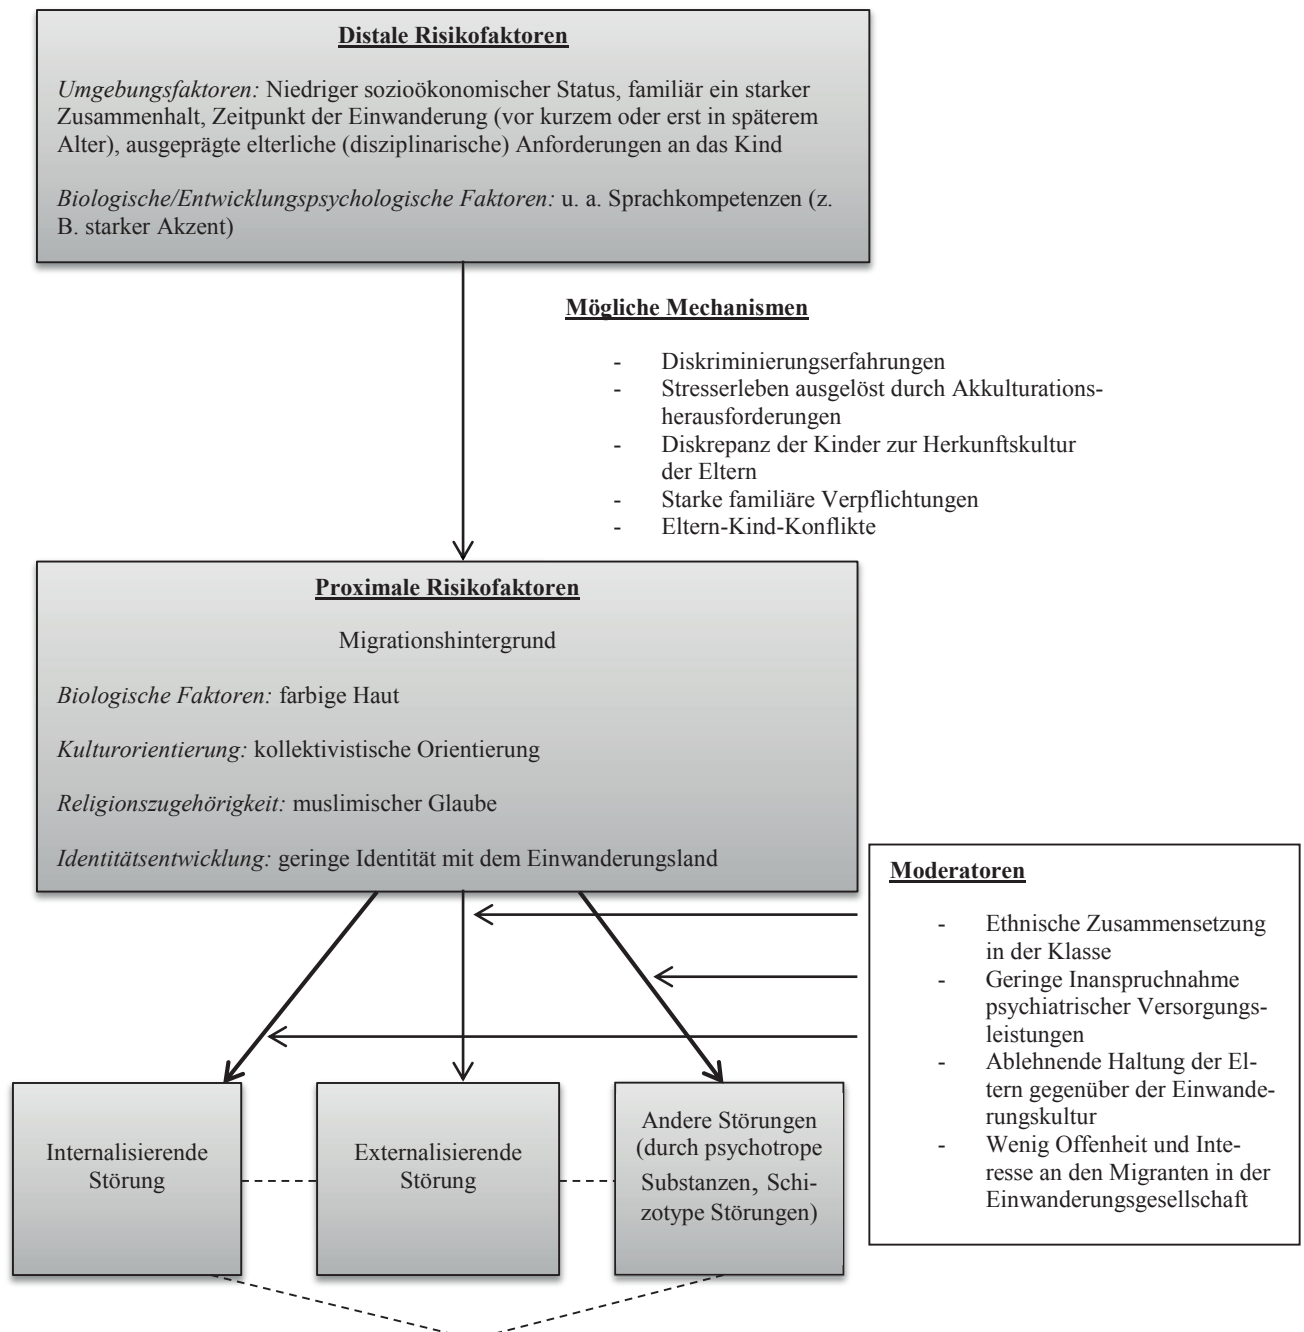 Distale Risikofaktoren
Umgebungsfaktoren: Niedriger sozioökonomischer Status, familiär ein starker
Zusammenhalt, Zeitpunkt der Einwanderung (vor kurzem oder erst in späterem
Alter), ausgeprägte elterliche (disziplinarische) Anforderungen an das Kind
Biologische/Entwicklungspsychologische Faktoren: u. a. Sprachkompetenzen (z.
B. starker Akzent)
Mögliche Mechanismen
- Diskriminierungserfahrungen
- Stresserleben ausgelöst durch Akkulturations-
herausforderungen
- Diskrepanz der Kinder zur Herkunftskultur
der Eltern
- Starke familiäre Verpflichtungen
- Eltern-Kind-Konflikte
Proximale Risikofaktoren
Migrationshintergrund
Biologische Faktoren: farbige Haut
Kulturorientierung: kollektivistische Orientierung
Religionszugehörigkeit: muslimischer Glaube
Identitätsentwicklung: geringe Identität mit dem Einwanderungsland
Moderatoren
- Ethnische Zusammensetzung
in der Klasse
- Geringe Inanspruchnahme
psychiatrischer Versorgungs-
leistungen
- Ablehnende Haltung der El-
tern gegenüber der Einwande-
rungskultur
- Wenig Offenheit und Inte-
resse an den Migranten in der
Einwanderungsgesellschaft
Internalisierende
Störung
Externalisierende
Störung
Andere Störungen
(durch psychotrope
Substanzen, Schi-
zotype Störungen)